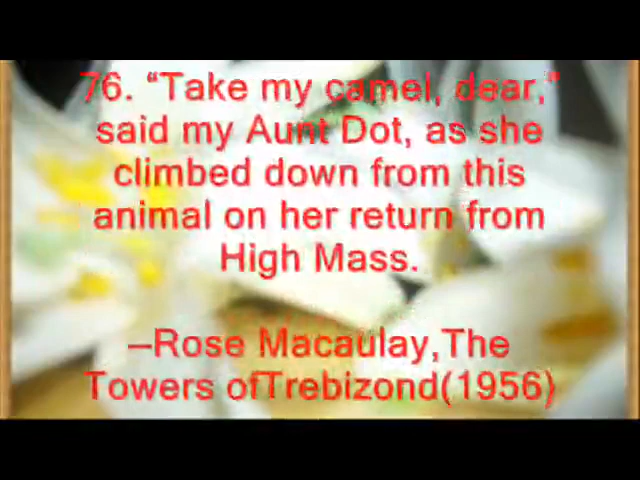 76. “Take my camel, dear,”
said my Aunt Dot, as she
climbed down from this
animal on her return from
High Mass.
–Rose Macaulay,The
Towers ofTrebizond(1956)